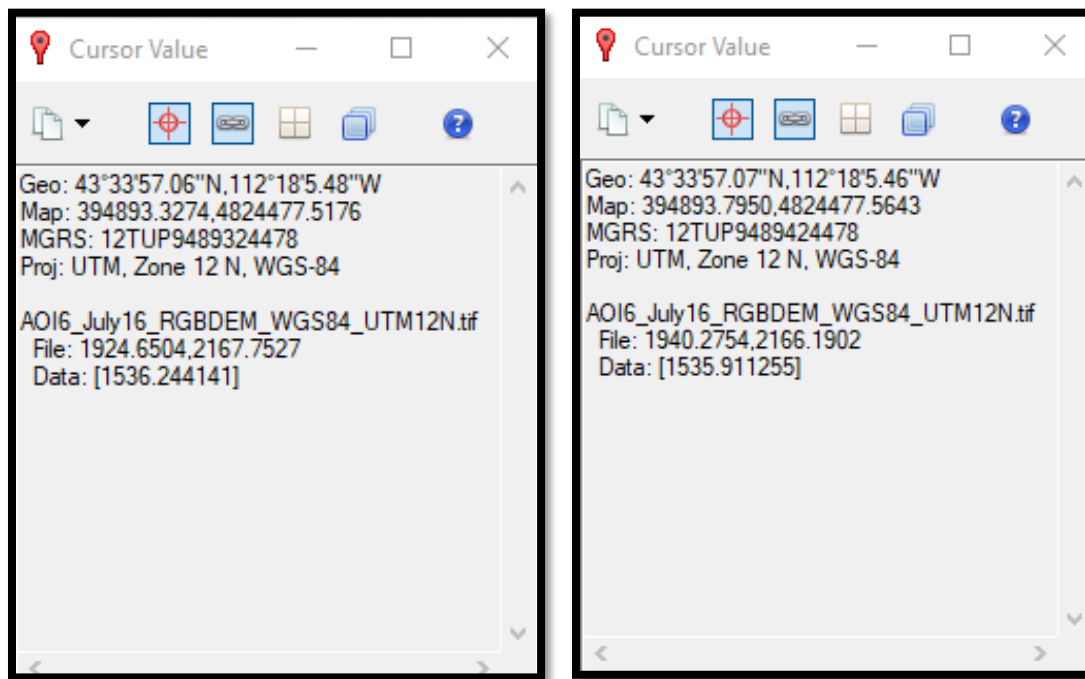 Cursor Value
Geo: 43°33'57.06"N,112°18'5.48"W
Map: 394893.3274,4824477.5176
MGRS: 12TUP9489324478
Proj: UTM, Zone 12 N, WGS-84
AOI6_July16_RGBDEM_WGS84_UTM12N.tif
File: 1924.6504,2167.7527
Data: [1536.244141]
Cursor Value
Geo: 43°33'57.07"N,112°18'5.46"W
Map: 394893.7950,4824477.5643
MGRS: 12TUP9489424478
Proj: UTM, Zone 12 N, WGS-84
AOI6_July16_RGBDEM_WGS84_UTM12N.tif
File: 1940.2754,2166.1902
Data: [1535.911255]